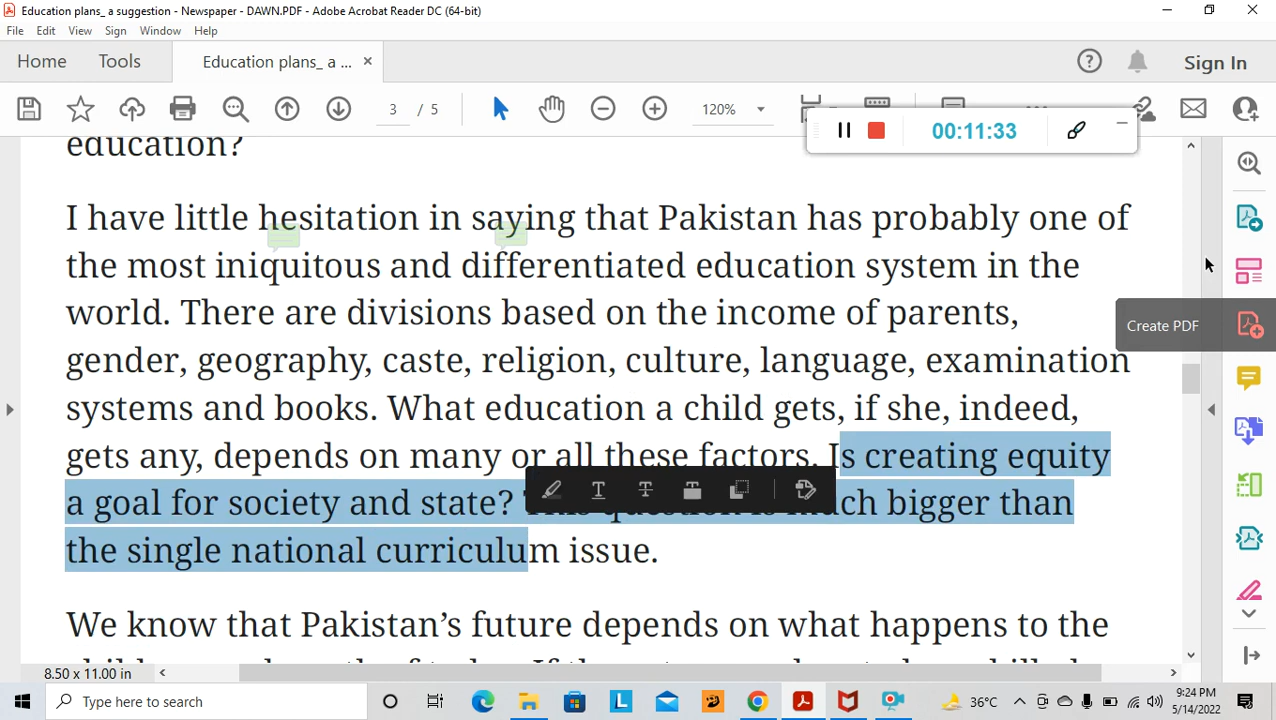 Education plans_ a suggestion - Newspaper - DAWN.PDF - Adobe Acrobat Reader DC (64-bit)
File Edit View Sign Window Help
Home Tools Education plans_ a ... × Sign In
3 / 5 120%
00:11:33
education?
I have little hesitation in saying that Pakistan has probably one of
the most iniquitous and differentiated education system in the
world. There are divisions based on the income of parents,
Create PDF
gender, geography, caste, religion, culture, language, examination
systems and books. What education a child gets, if she, indeed,
gets any, depends on many or all these factors. Is creating equity
a goal for society and state? This question is much bigger than
the single national curriculum issue.
We know that Pakistan's future depends on what happens to the
8.50 x 11.00 in
Type here to search
36°C
9:24 PM
5/14/2022